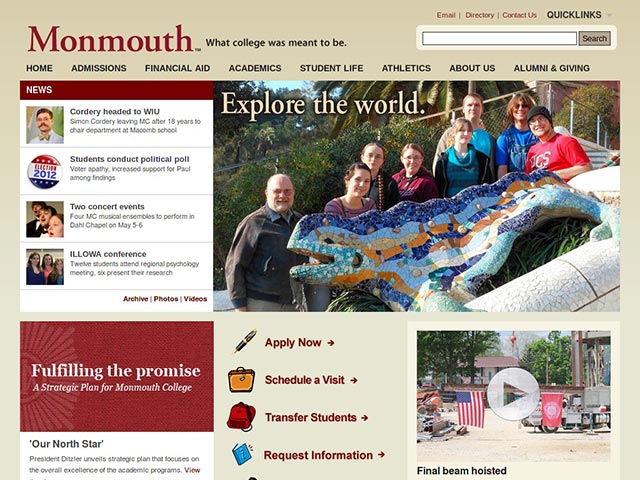 Email | Directory | Contact Us QUICKLINKS
Monmouth™ What college was meant to be.
Search
HOME ADMISSIONS FINANCIAL AID ACADEMICS STUDENT LIFE ATHLETICS ABOUT US ALUMNI & GIVING
NEWS
Cordery headed to WIU
Simon Cordery leaving MC after 18 years to
chair department at Macomb school
ELECTION
2012
Students conduct political poll
Voter apathy, increased support for Paul
among findings
Two concert events
Four MC musical ensembles to perform in
Dahl Chapel on May 5-6
ILLOWA conference
Twelve students attend regional psychology
meeting, six present their research
Archive | Photos | Videos
Explore the world.
Fulfilling the promise
A Strategic Plan for Monmouth College
'Our North Star'
President Ditzler unveils strategic plan that focuses on
the overall excellence of the academic programs. View
Apply Now
Schedule a Visit
Transfer Students
Request Information
Final beam hoisted